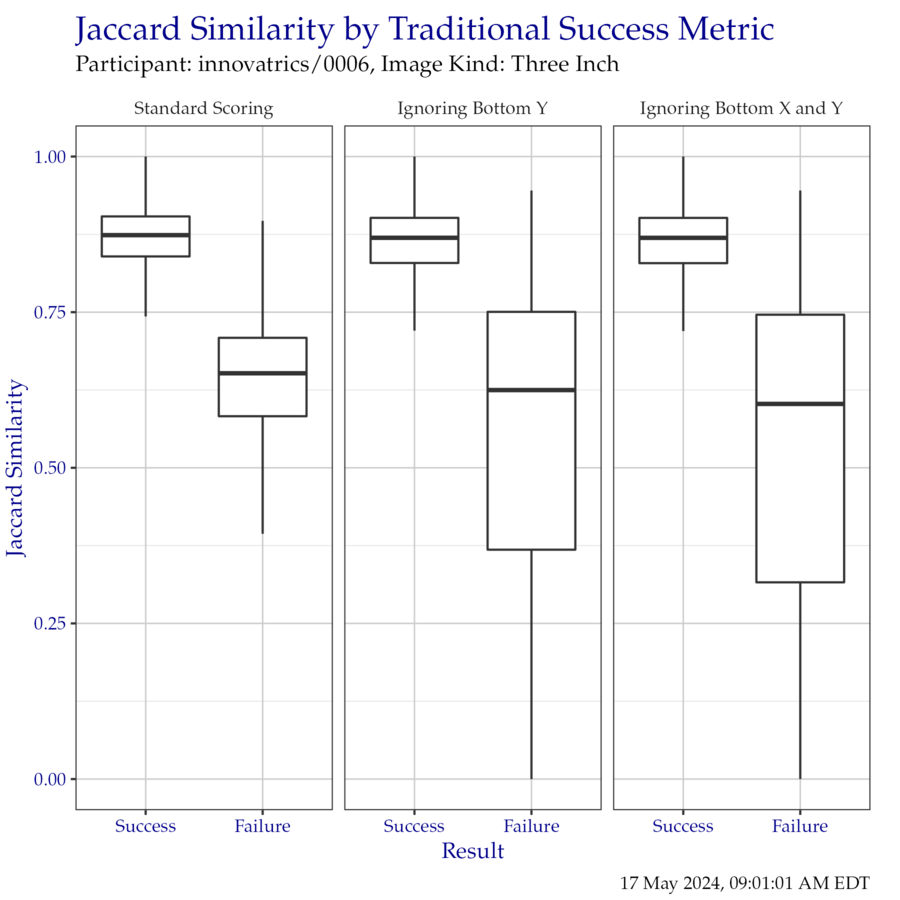 Jaccard Similarity by Traditional Success Metric
Participant: innovatrics/0006, Image Kind: Three Inch
Standard Scoring
Ignoring Bottom Y
Ignoring Bottom X and Y
1.00
0.75
0.50
0.25
0.00
Jaccard Similarity
Success
Failure
Success
Failure
Success
Failure
Result
17 May 2024, 09:01:01 AM EDT